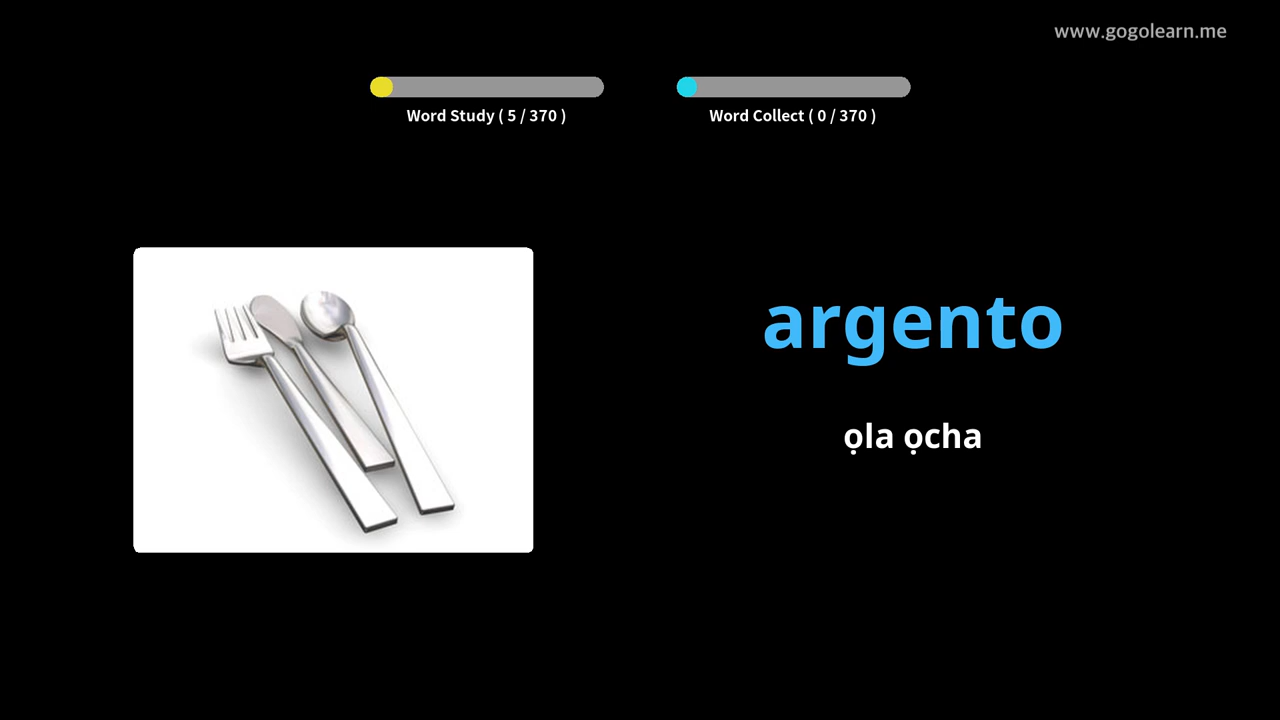 www.gogolearn.me
Word Study ( 5 / 370 )
Word Collect ( 0 / 370 )
argento
ọla ọcha